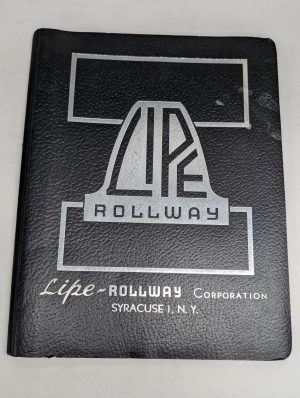 LIPE
ROLLWAY
Lipe-ROLLWAY CORPORATION
SYRACUSE 1, N.Y.